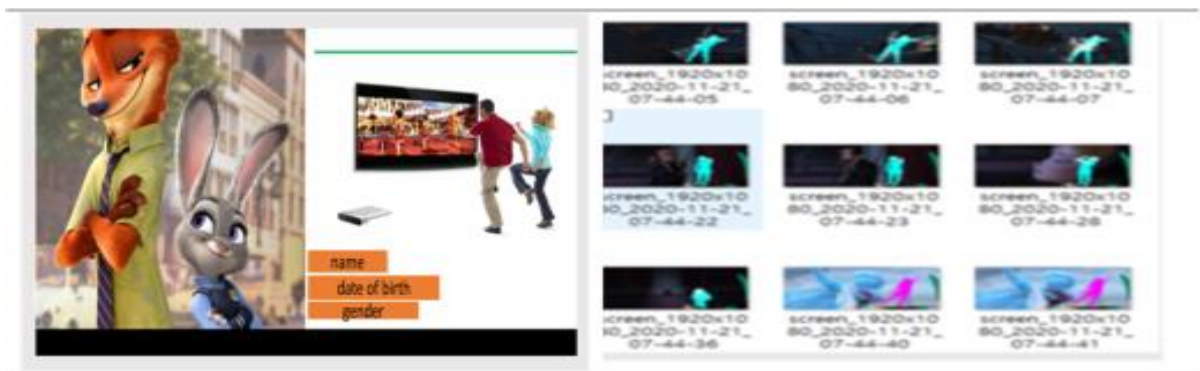 name
date of birth
gender
screen_1920x10
80_2020-11-21_
07-44-05
screen_1920x10
80_2020-11-21_
07-44-06
screen_1920x10
80_2020-11-21_
07-44-07
screen_1920x10
80_2020-11-21_
07-44-22
screen_1920x10
80_2020-11-21_
07-44-23
screen_1920x10
80_2020-11-21_
07-44-28
screen_1920x10
80_2020-11-21_
07-44-36
screen_1920x10
80_2020-11-21_
07-44-40
screen_1920x10
80_2020-11-21_
07-44-41